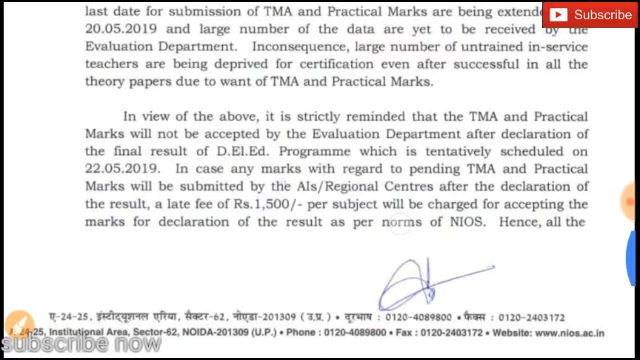 last date for submission of TMA and Practical Marks are being extended
Subscribe
20.05.2019 and large number of the data are yet to be received by the
Evaluation Department. Inconsequence, large number of untrained in-service
teachers are being deprived for certification even after successful in all the
theory papers due to want of TMA and Practical Marks.
In view of the above, it is strictly reminded that the TMA and Practical
Marks will not be accepted by the Evaluation Department after declaration of
the final result of D.El.Ed. Programme which is tentatively scheduled on
22.05.2019. In case any marks with regard to pending TMA and Practical
Marks will be submitted by the AIs/Regional Centres after the declaration of
the result, a late fee of Rs.1,500/- per subject will be charged for accepting the
marks for declaration of the result as per norms of NIOS. Hence, all the
ए-24-25, इंस्टीट्यूशनल एरिया, सैक्टर-62, नोएडा-201309 (उ.प्र.) • दूरभाष : 0120-4089800 • फैक्स : 0120-2403172
24-25, Institutional Area, Sector-62, NOIDA-201309 (U.P.) • Phone : 0120-4089800 • Fax : 0120-2403172 • Website: www.nios.ac.in
subscribe now